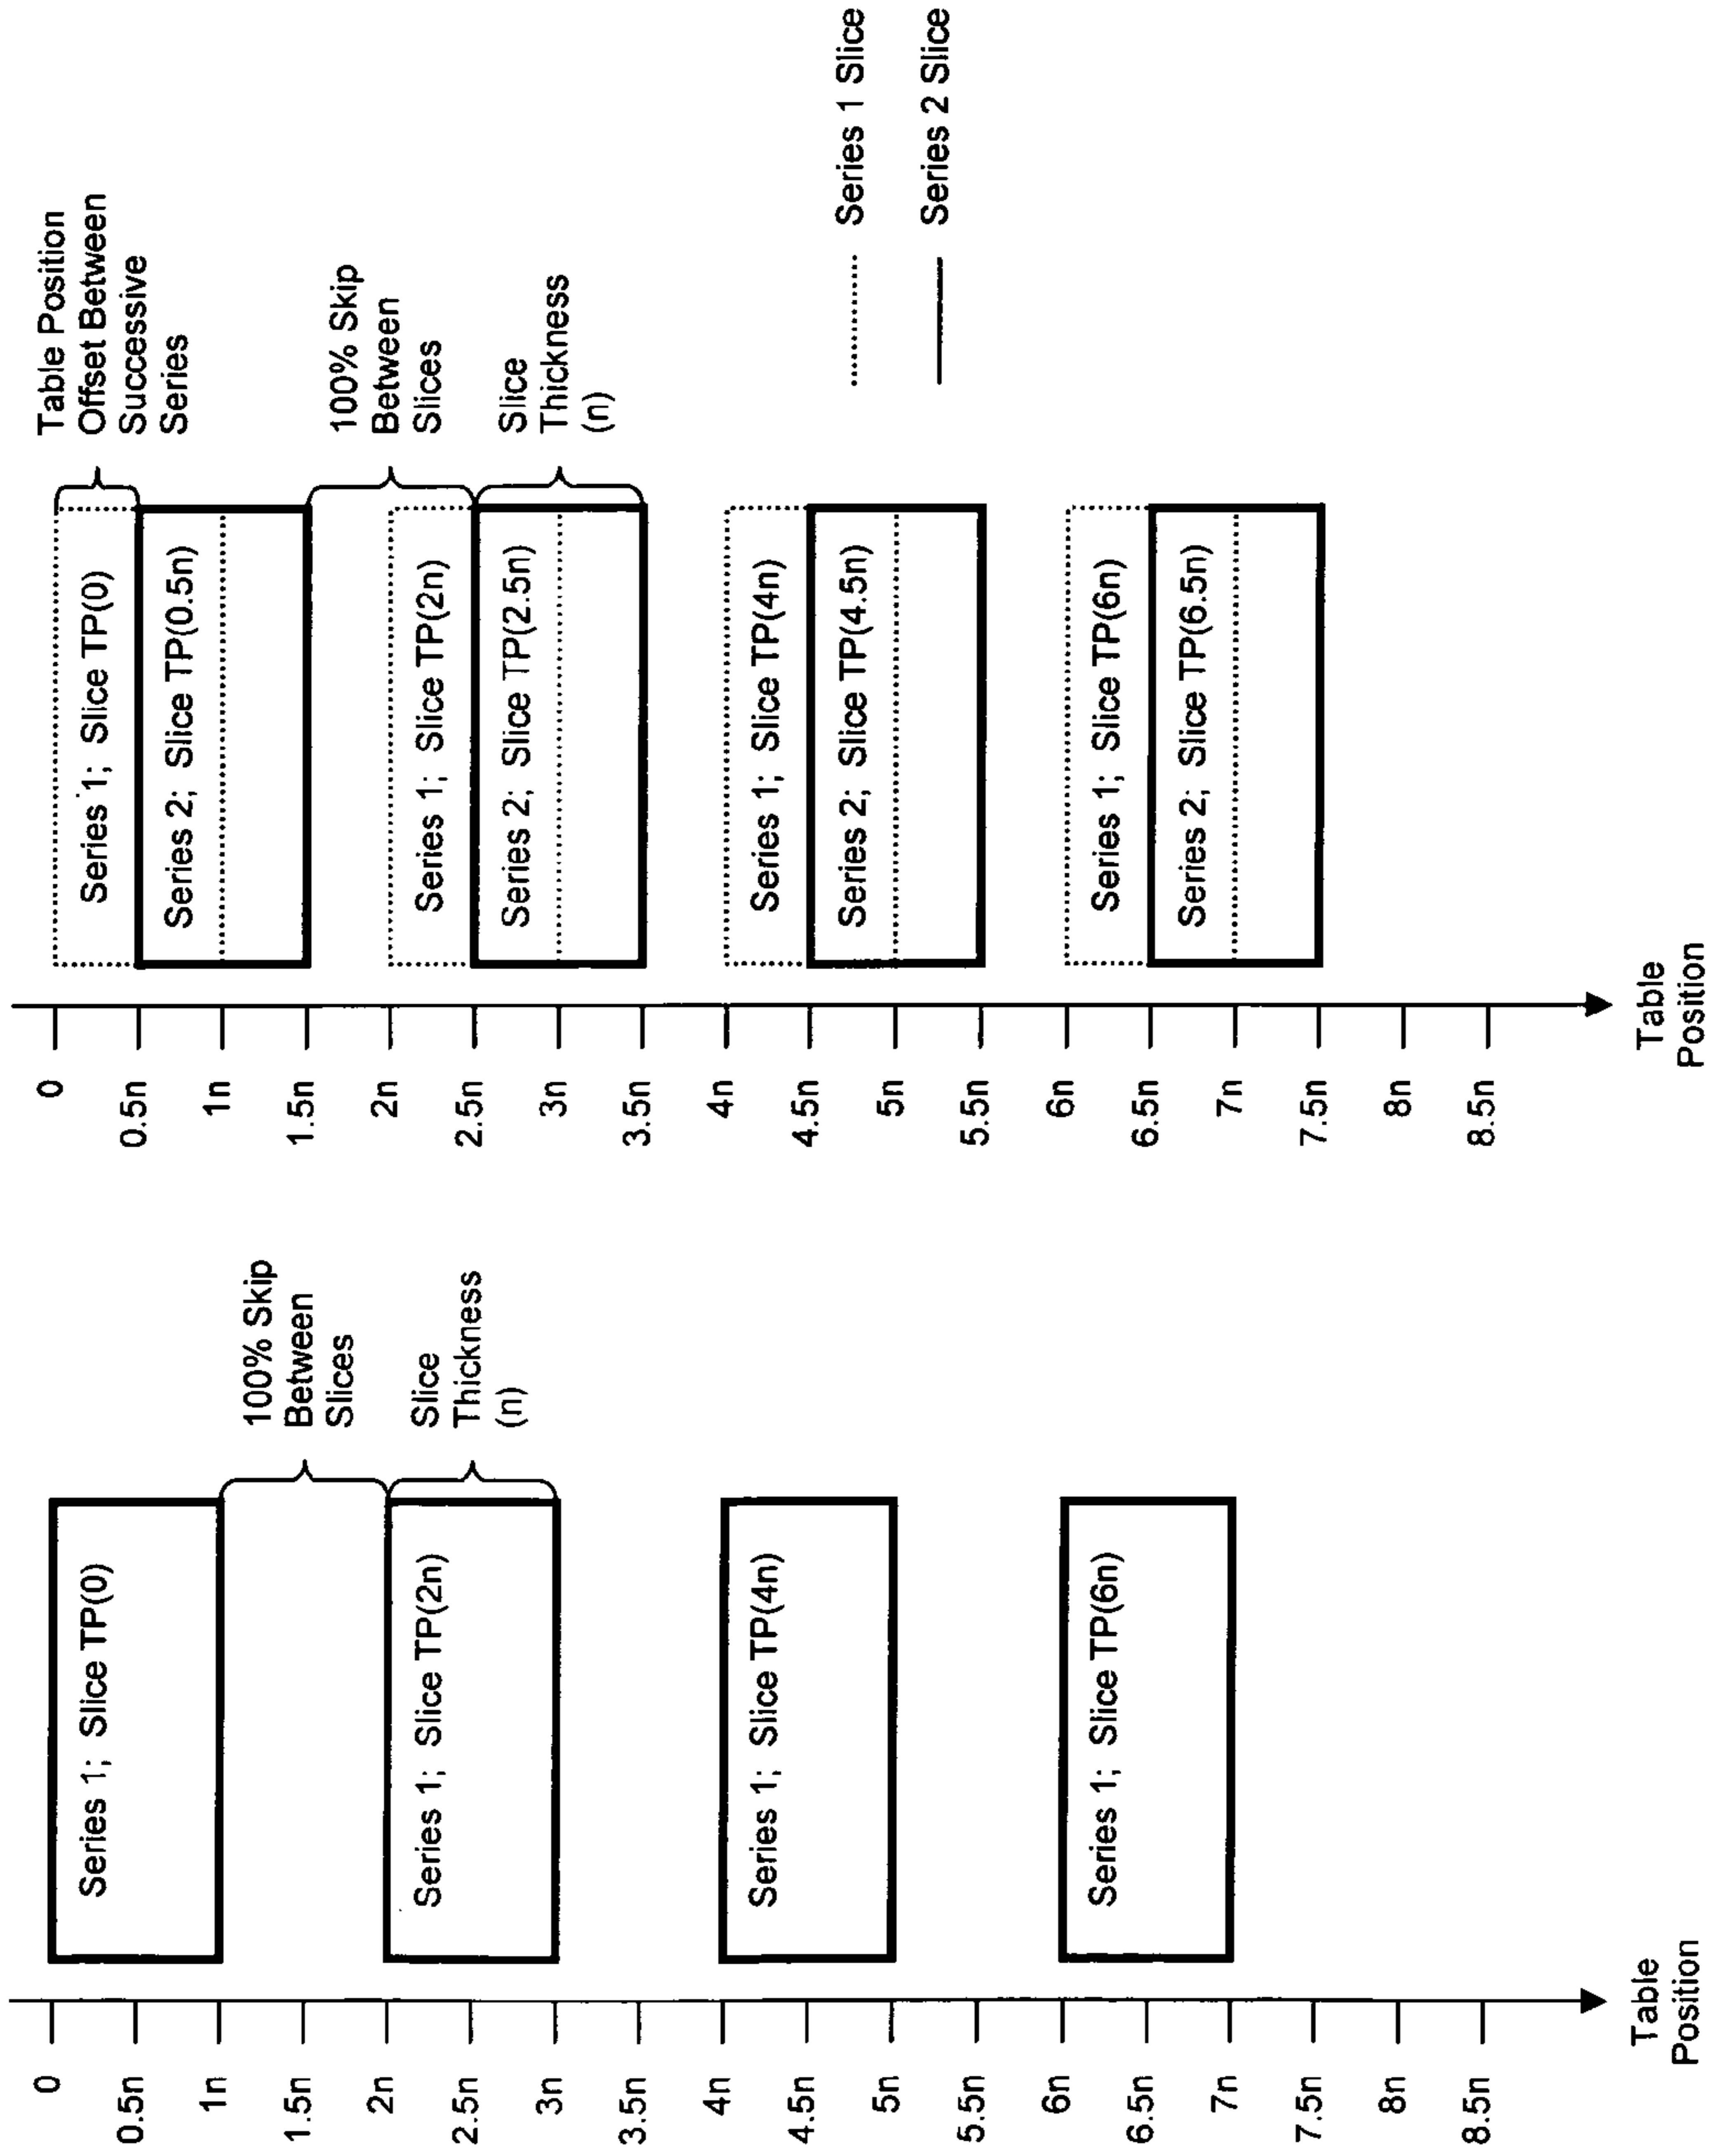 0
0.5n
1n
1.5n
2n
2.5n
3n
3.5n
4n
4.5n
5n
5.5n
6n
6.5n
7n
7.5n
8n
8.5n
Table
Position
Series 1; Slice TP(0)
Series 1; Slice TP(2n)
Series 1; Slice TP(4n)
Series 1; Slice TP(6n)
100% Skip
Between
Slices
Slice
Thickness
(n)
0
0.5n
1n
1.5n
2n
2.5n
3n
3.5n
4n
4.5n
5n
5.5n
6n
6.5n
7n
7.5n
8n
8.5n
Table
Position
Series 1; Slice TP(0)
Series 2; Slice TP(0.5n)
Series 1; Slice TP(2n)
Series 2; Slice TP(2.5n)
Series 1; Slice TP(4n)
Series 2; Slice TP(4.5n)
Series 1; Slice TP(6n)
Series 2; Slice TP(6.5n)
Table Position
Offset Between
Successive
Series
100% Skip
Between
Slices
Slice
Thickness
(n)
Series 1 Slice
Series 2 Slice